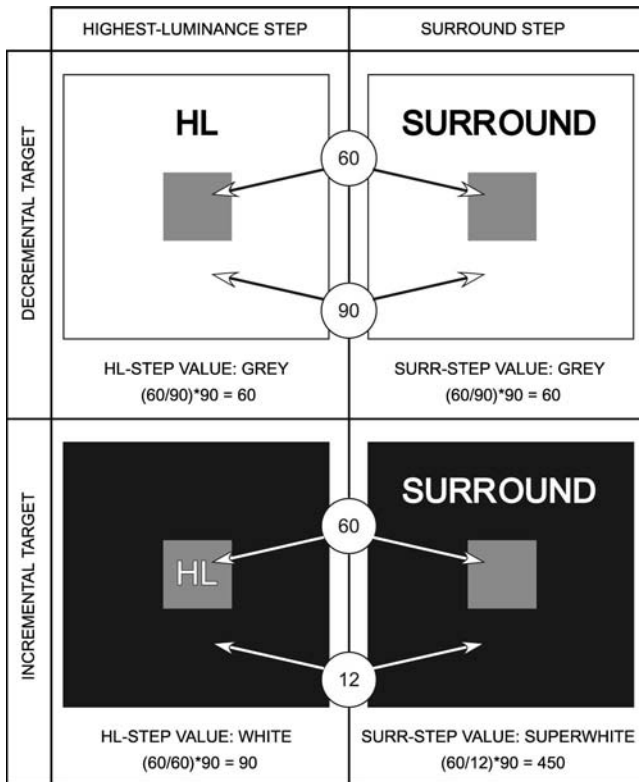 HIGHEST-LUMINANCE STEP
SURROUND STEP
DECREMENTAL TARGET
HL
SURROUND
60
90
HL-STEP VALUE: GREY
(60/90)*90 = 60
SURR-STEP VALUE: GREY
(60/90)*90 = 60
INCREMENTAL TARGET
HL
SURROUND
60
12
HL-STEP VALUE: WHITE
(60/60)*90 = 90
SURR-STEP VALUE: SUPERWHITE
(60/12)*90 = 450